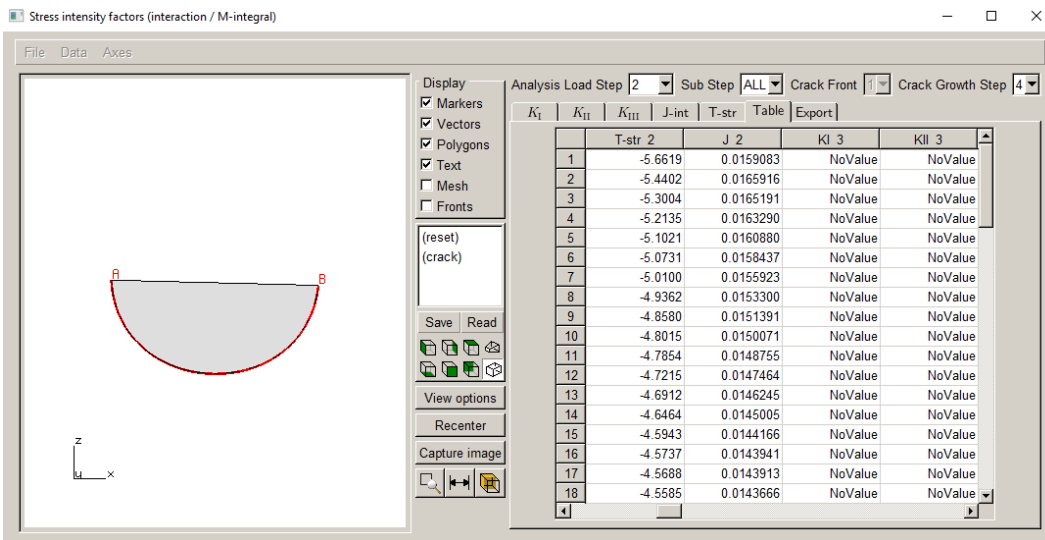 Stress intensity factors (interaction / M-integral)
File Data Axes
Display
Markers
Vectors
Polygons
Text
Mesh
Fronts
(reset)
(crack)
Save Read
View options
Recenter
Capture image
A
B
z
y x
Analysis Load Step 2 Sub Step ALL Crack Front 1 Crack Growth Step 4
KI KII KIII J-int T-str Table Export
T-str 2 J 2 KI 3 KII 3
1 -5.6619 0.0159083 NoValue NoValue
2 -5.4402 0.0165916 NoValue NoValue
3 -5.3004 0.0165191 NoValue NoValue
4 -5.2135 0.0163290 NoValue NoValue
5 -5.1021 0.0160880 NoValue NoValue
6 -5.0731 0.0158437 NoValue NoValue
7 -5.0100 0.0155923 NoValue NoValue
8 -4.9362 0.0153300 NoValue NoValue
9 -4.8580 0.0151391 NoValue NoValue
10 -4.8015 0.0150071 NoValue NoValue
11 -4.7854 0.0148755 NoValue NoValue
12 -4.7215 0.0147464 NoValue NoValue
13 -4.6912 0.0146245 NoValue NoValue
14 -4.6464 0.0145005 NoValue NoValue
15 -4.5943 0.0144166 NoValue NoValue
16 -4.5737 0.0143941 NoValue NoValue
17 -4.5688 0.0143913 NoValue NoValue
18 -4.5585 0.0143666 NoValue NoValue